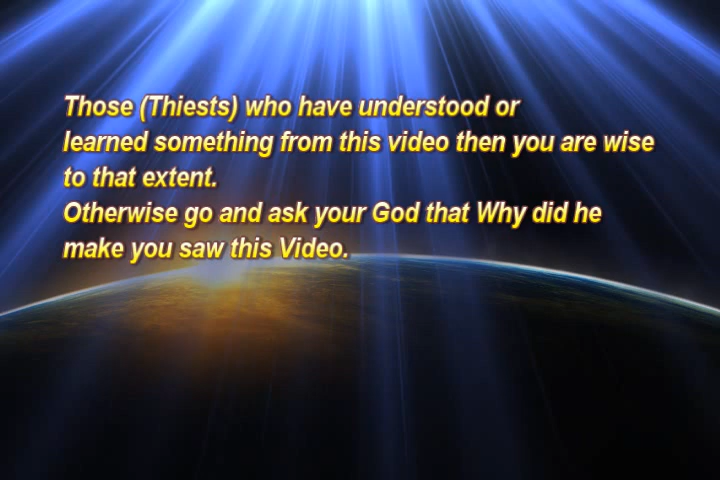 Those (Thiests) who have understood or
learned something from this video then you are wise
to that extent.
Otherwise go and ask your God that Why did he
make you saw this Video.